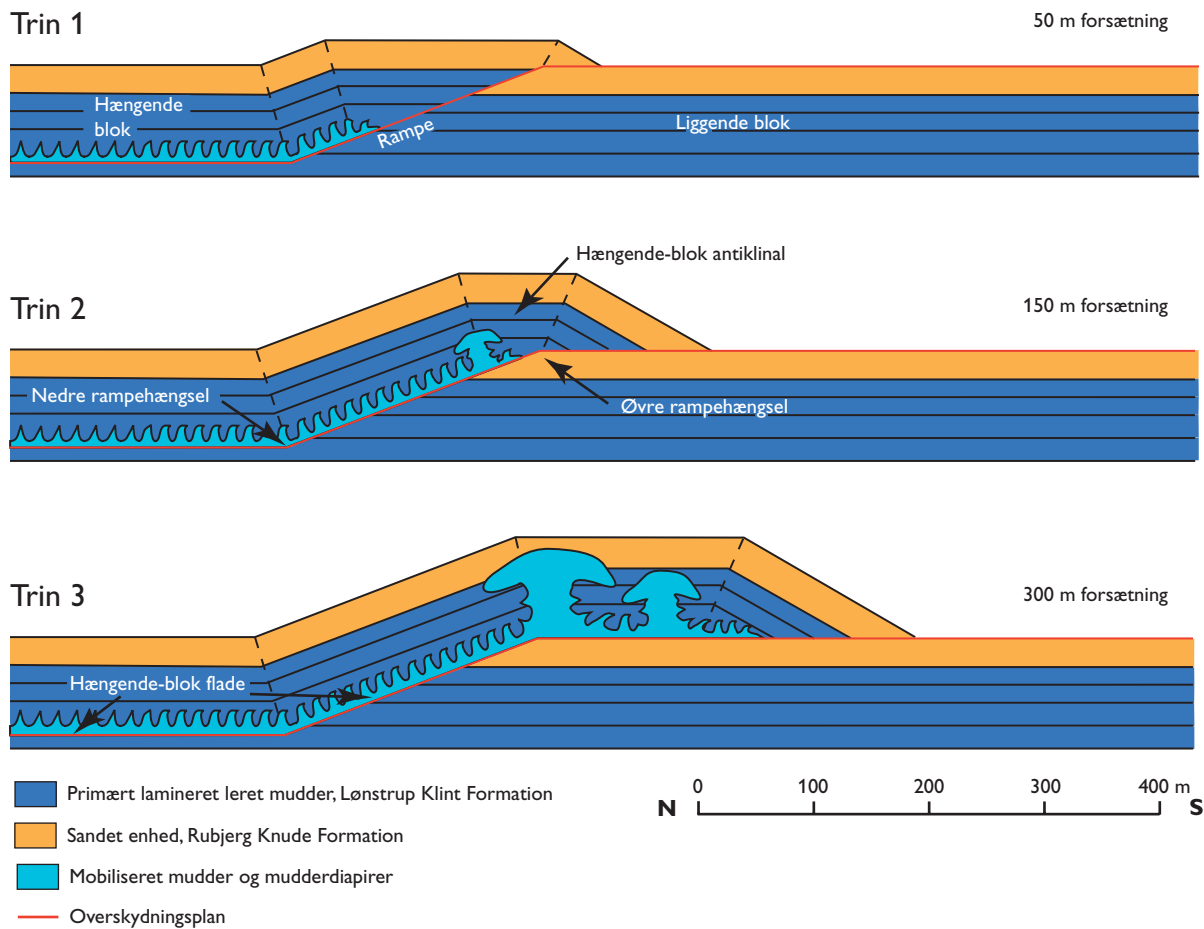 Trin 1
50 m forsætning
Hængende
blok
Rampe
Liggende blok
Hængende-blok antiklinal
Trin 2
150 m forsætning
Nedre rampehængsel
Øvre rampehængsel
Trin 3
300 m forsætning
Hængende-blok flade
Primært lamineret leret mudder, Lønstrup Klint Formation
Sandet enhed, Rubjerg Knude Formation
Mobiliseret mudder og mudderdiapirer
Overskydningsplan
0 100 200 300 400 m
N S